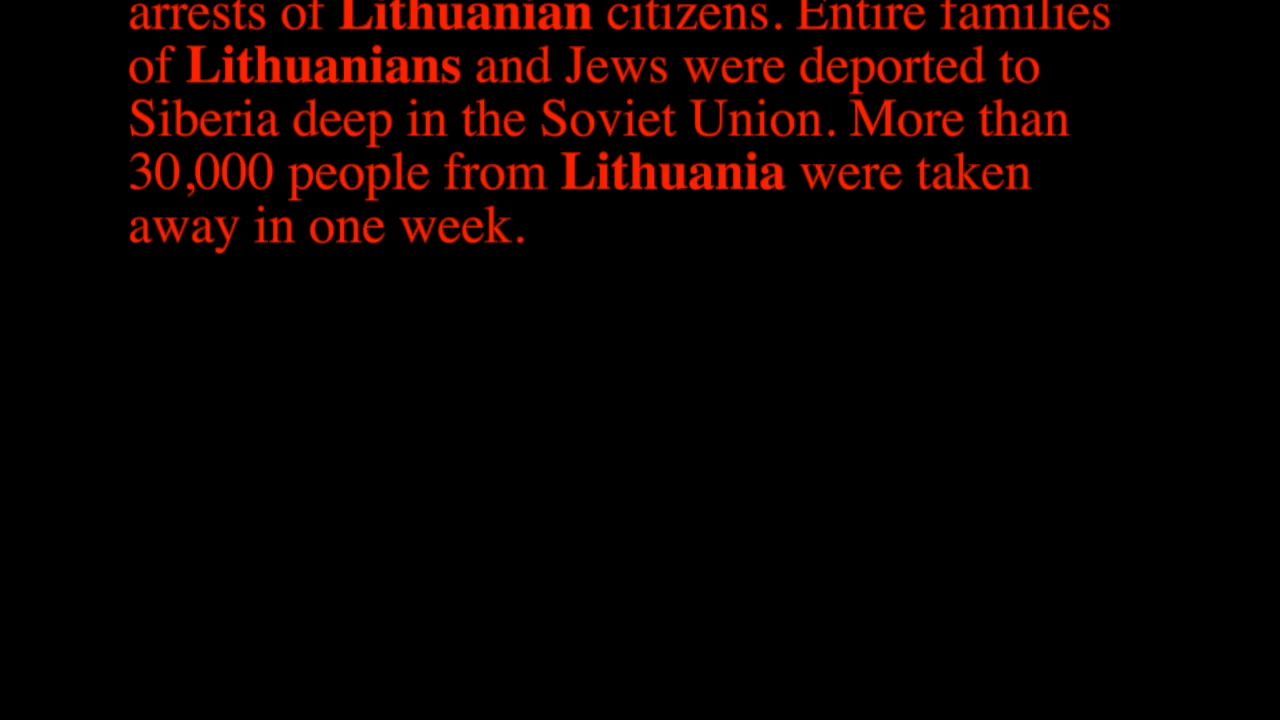 arrests of Lithuanian citizens. Entire families
of Lithuanians and Jews were deported to
Siberia deep in the Soviet Union. More than
30,000 people from Lithuania were taken
away in one week.